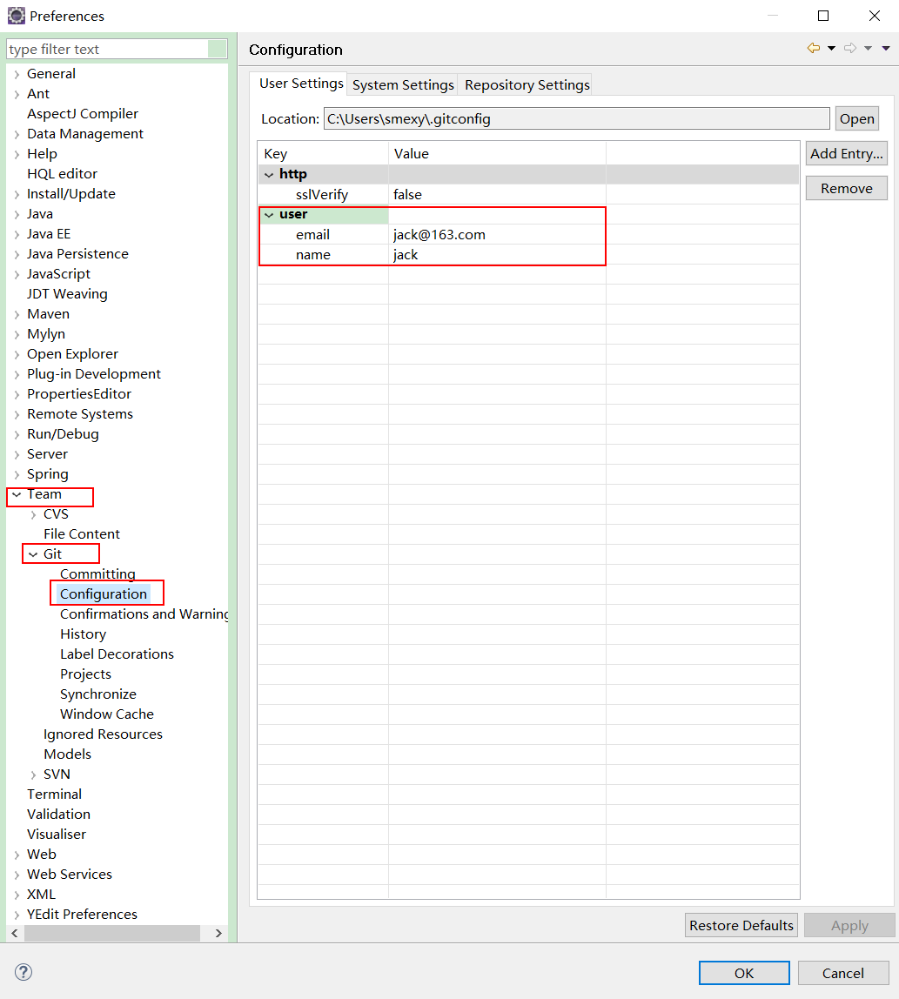 Preferences
type filter text
General
Ant
AspectJ Compiler
Data Management
Help
HQL editor
Install/Update
Java
Java EE
Java Persistence
JavaScript
JDT Weaving
Maven
Mylyn
Open Explorer
Plug-in Development
PropertiesEditor
Remote Systems
Run/Debug
Server
Spring
Team
CVS
File Content
Git
Committing
Configuration
Confirmations and Warning
History
Label Decorations
Projects
Synchronize
Window Cache
Ignored Resources
Models
SVN
Terminal
Validation
Visualiser
Web
Web Services
XML
YEdit Preferences
Configuration
User Settings System Settings Repository Settings
Location: C:\Users\smexy\.gitconfig Open
Key Value Add Entry...
http
sslVerify false Remove
user
email jack@163.com
name jack
Restore Defaults Apply
OK Cancel